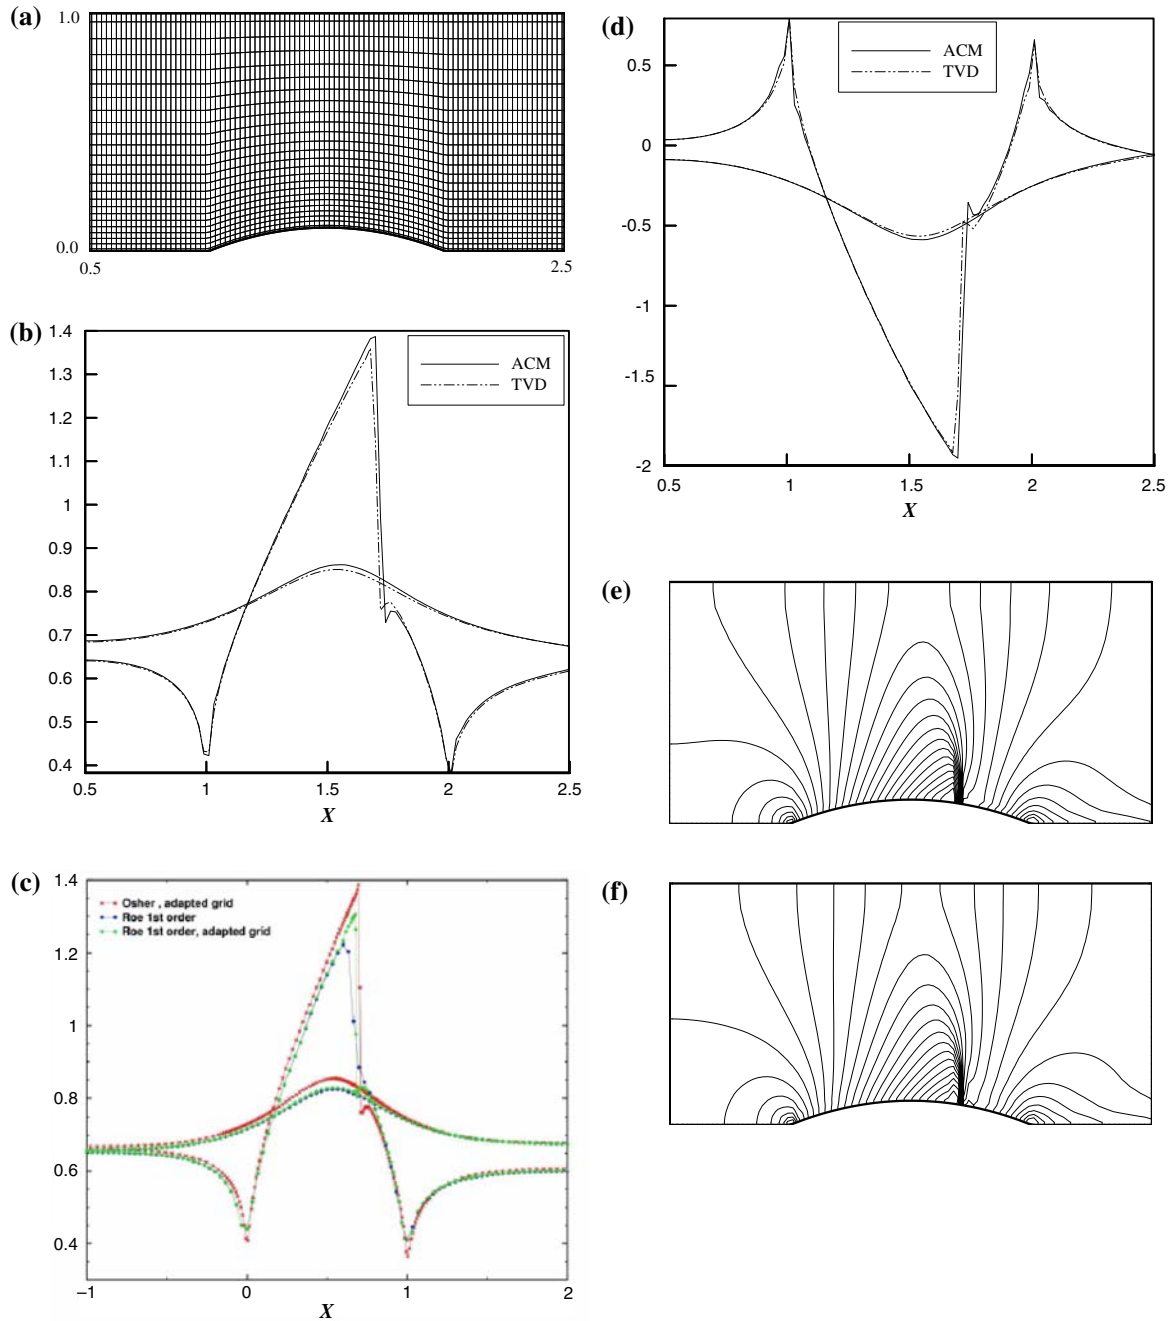 (a)
1.0
0.0
0.5
2.5
(b)
1.4
1.3
1.2
1.1
1
0.9
0.8
0.7
0.6
0.5
0.4
ACM
TVD
0.5
1
1.5
2
2.5
X
(c)
1.4
1.2
1
0.8
0.6
0.4
Osher , adapted grid
Roe 1st order
Roe 1st order, adapted grid
−1
0
1
2
X
(d)
0.5
0
-0.5
-1
-1.5
-2
ACM
TVD
0.5
1
1.5
2
2.5
X
(e)
(f)